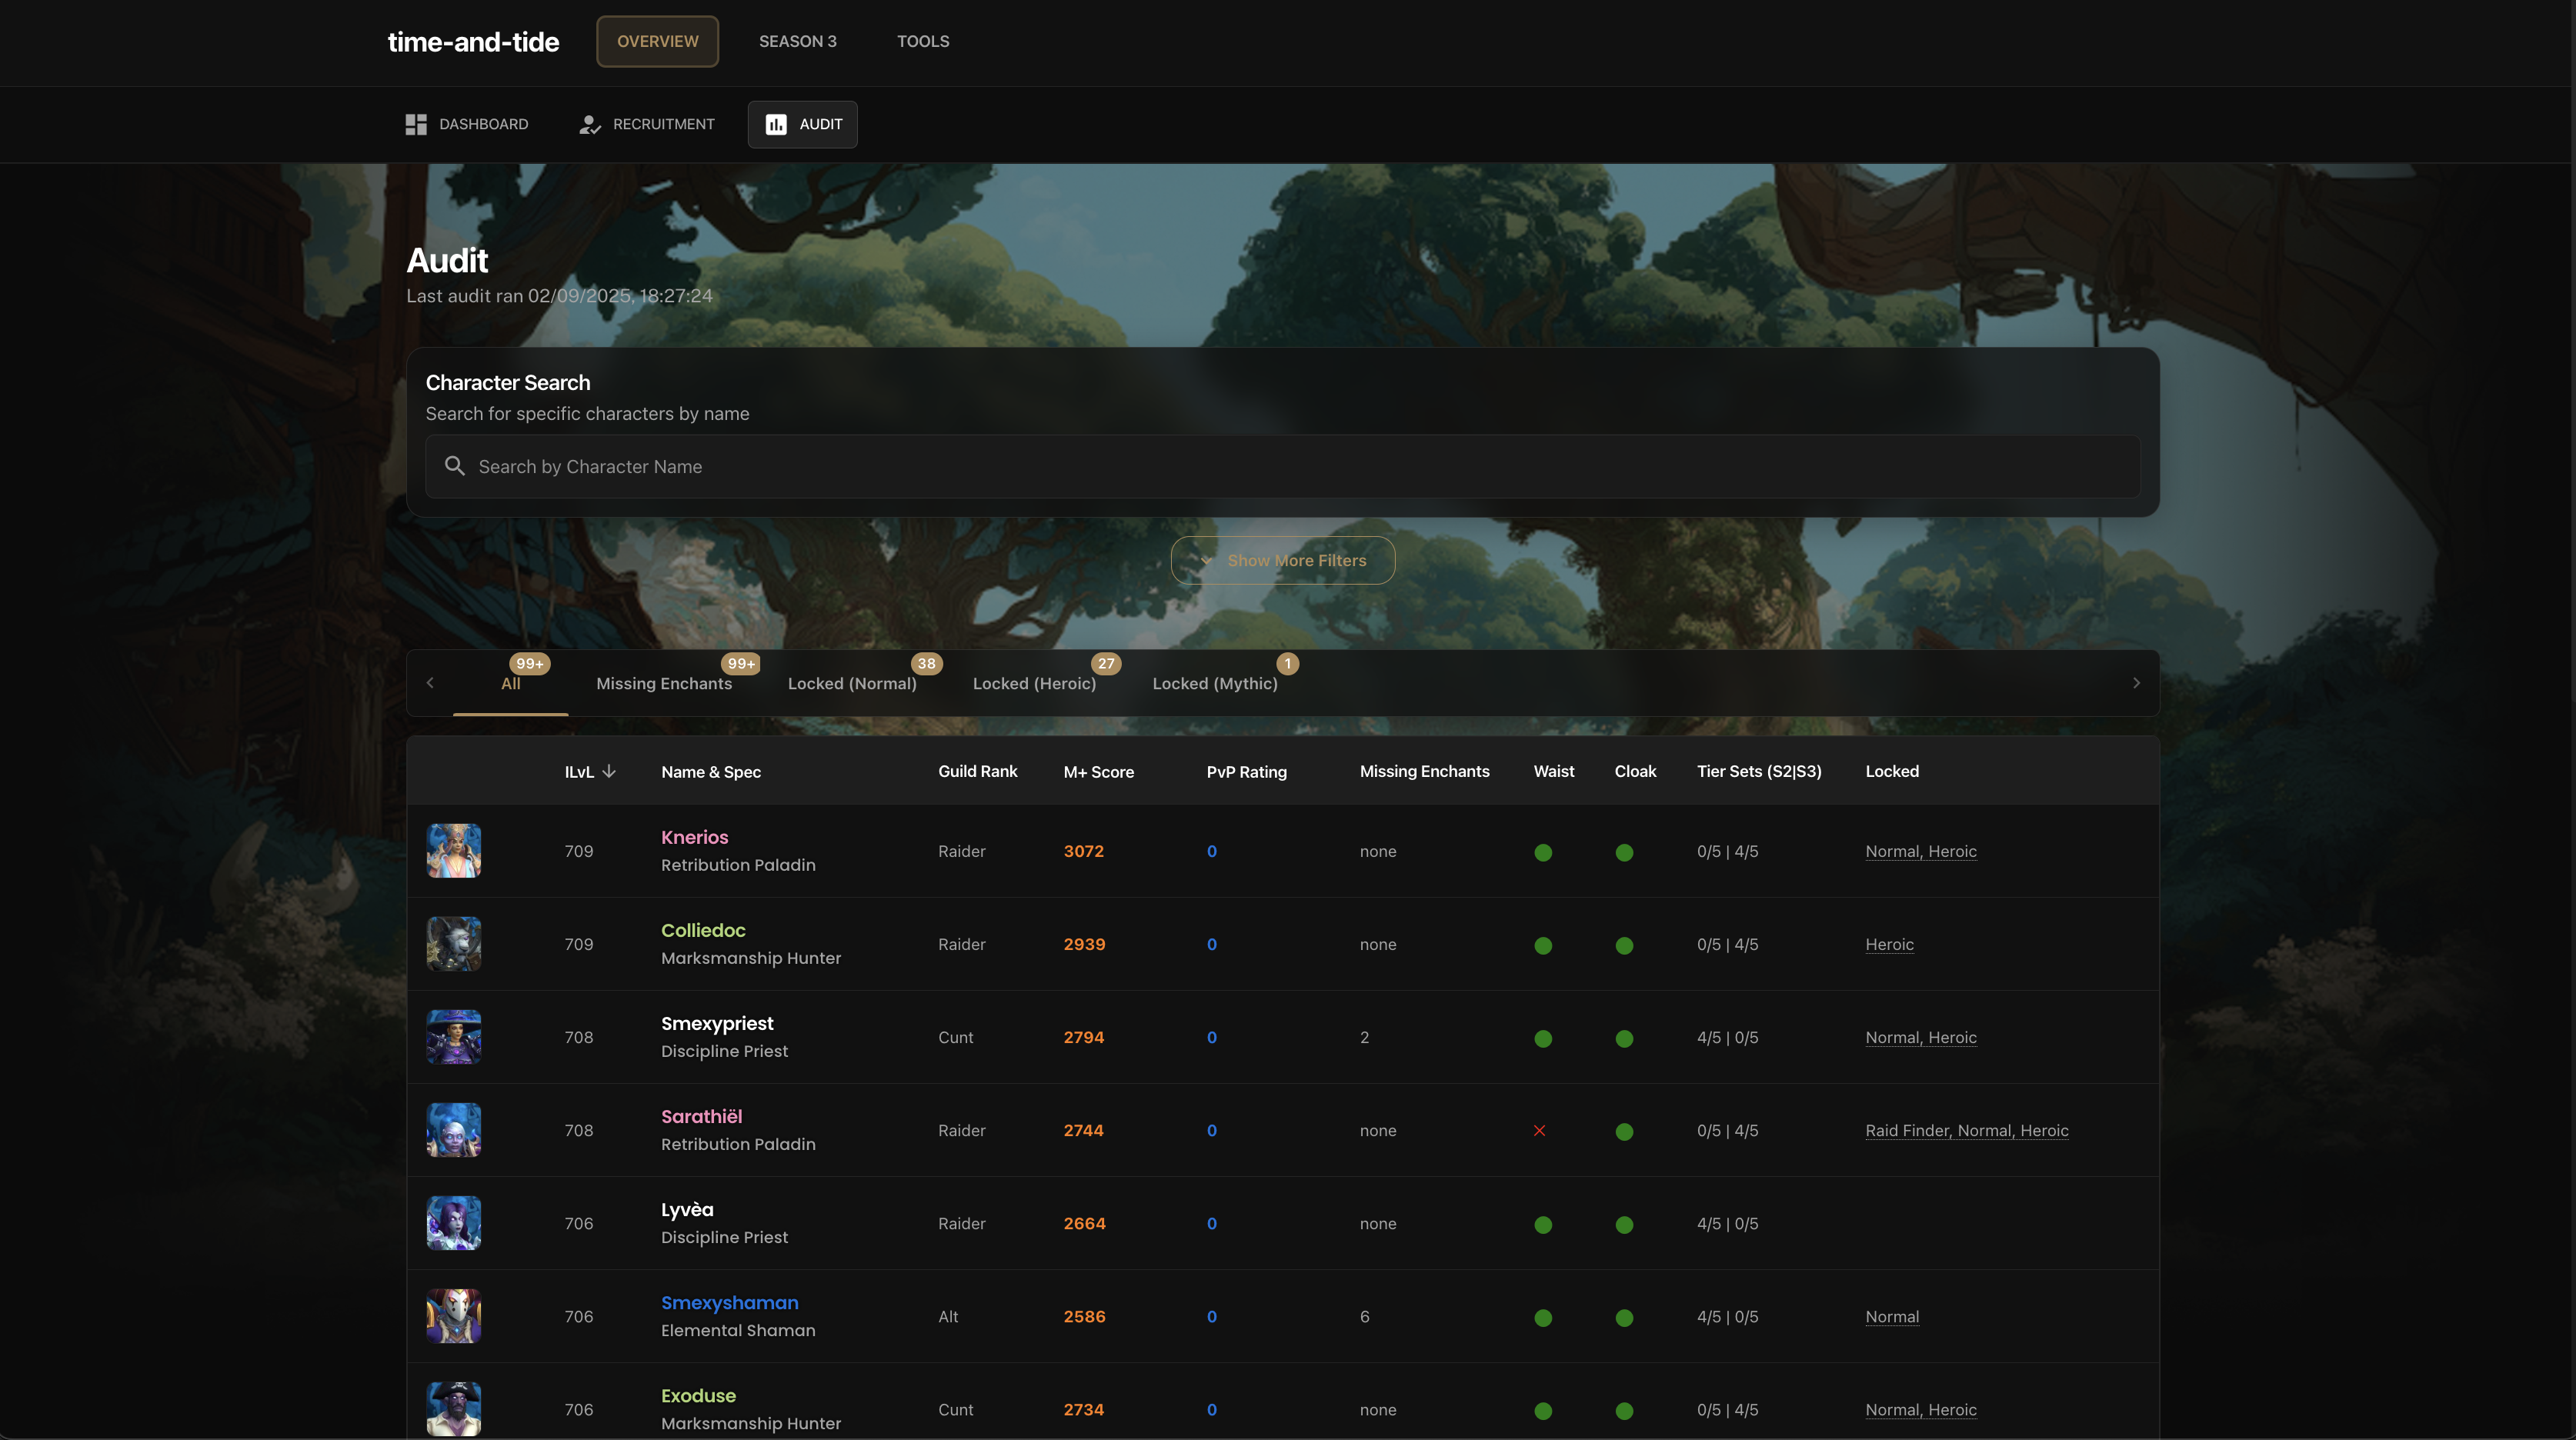 time-and-tide OVERVIEW SEASON 3 TOOLS
DASHBOARD RECRUITMENT AUDIT
Audit
Last audit ran 02/09/2025, 18:27:24
Character Search
Search for specific characters by name
Search by Character Name
Show More Filters
All 99+ Missing Enchants 99+ Locked (Normal) 38 Locked (Heroic) 27 Locked (Mythic) 1
ILvL Name & Spec Guild Rank M+ Score PvP Rating Missing Enchants Waist Cloak Tier Sets (S2|S3) Locked
709 Knerios Raider 3072 0 none 0/5 | 4/5 Normal, Heroic
Retribution Paladin
709 Colliedoc Raider 2939 0 none 0/5 | 4/5 Heroic
Marksmanship Hunter
708 Smexypriest Cunt 2794 0 2 4/5 | 0/5 Normal, Heroic
Discipline Priest
708 Sarathiël Raider 2744 0 none 0/5 | 4/5 Raid Finder, Normal, Heroic
Retribution Paladin
706 Lyvèa Raider 2664 0 none 4/5 | 0/5
Discipline Priest
706 Smexyshaman Alt 2586 0 6 4/5 | 0/5 Normal
Elemental Shaman
706 Exoduse Cunt 2734 0 none 0/5 | 4/5 Normal, Heroic
Marksmanship Hunter